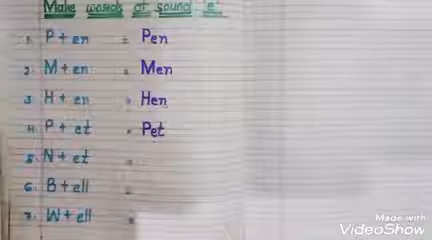 Make words of sound "e"
1. P + en = Pen
2. M + en = Men
3. H + en = Hen
4. P + et = Pet
5. N + et =
6. B + ell =
7. W + ell =
Made with
VideoShow